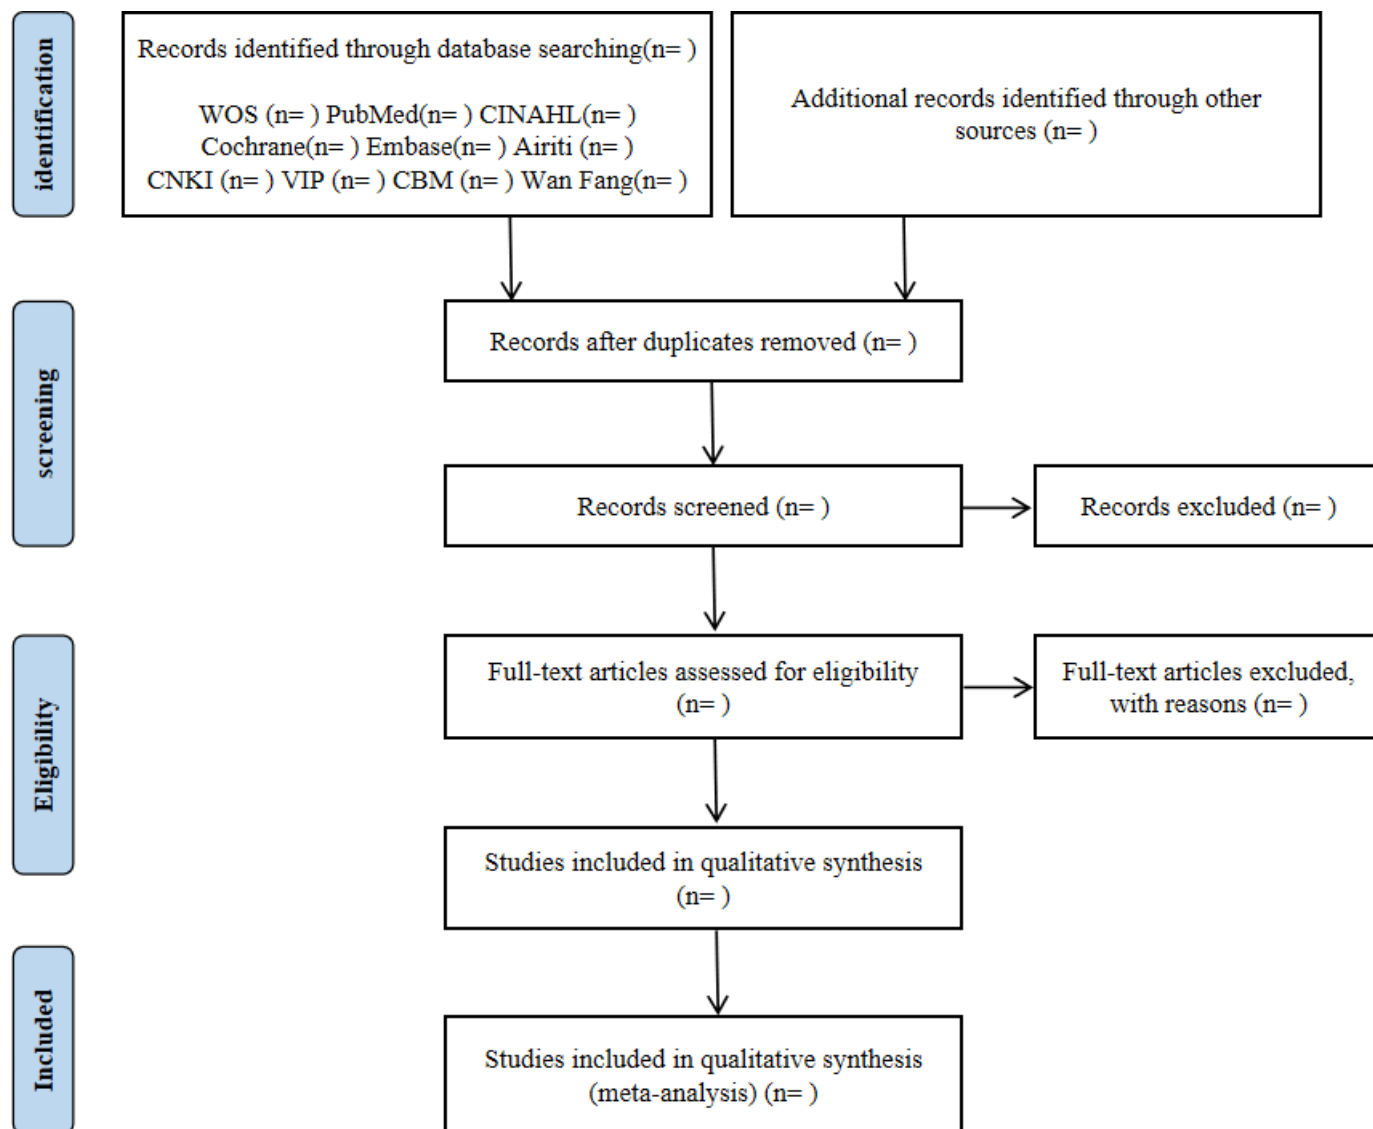 identification
Records identified through database searching(n= )
WOS (n= ) PubMed(n= ) CINAHL(n= )
Cochrane(n= ) Embase(n= ) Airiti (n= )
CNKI (n= ) VIP (n= ) CBM (n= ) Wan Fang(n= )
Additional records identified through other
sources (n= )
screening
Records after duplicates removed (n= )
Records screened (n= )
Records excluded (n= )
Eligibility
Full-text articles assessed for eligibility
(n= )
Full-text articles excluded,
with reasons (n= )
Studies included in qualitative synthesis
(n= )
Included
Studies included in qualitative synthesis
(meta-analysis) (n= )